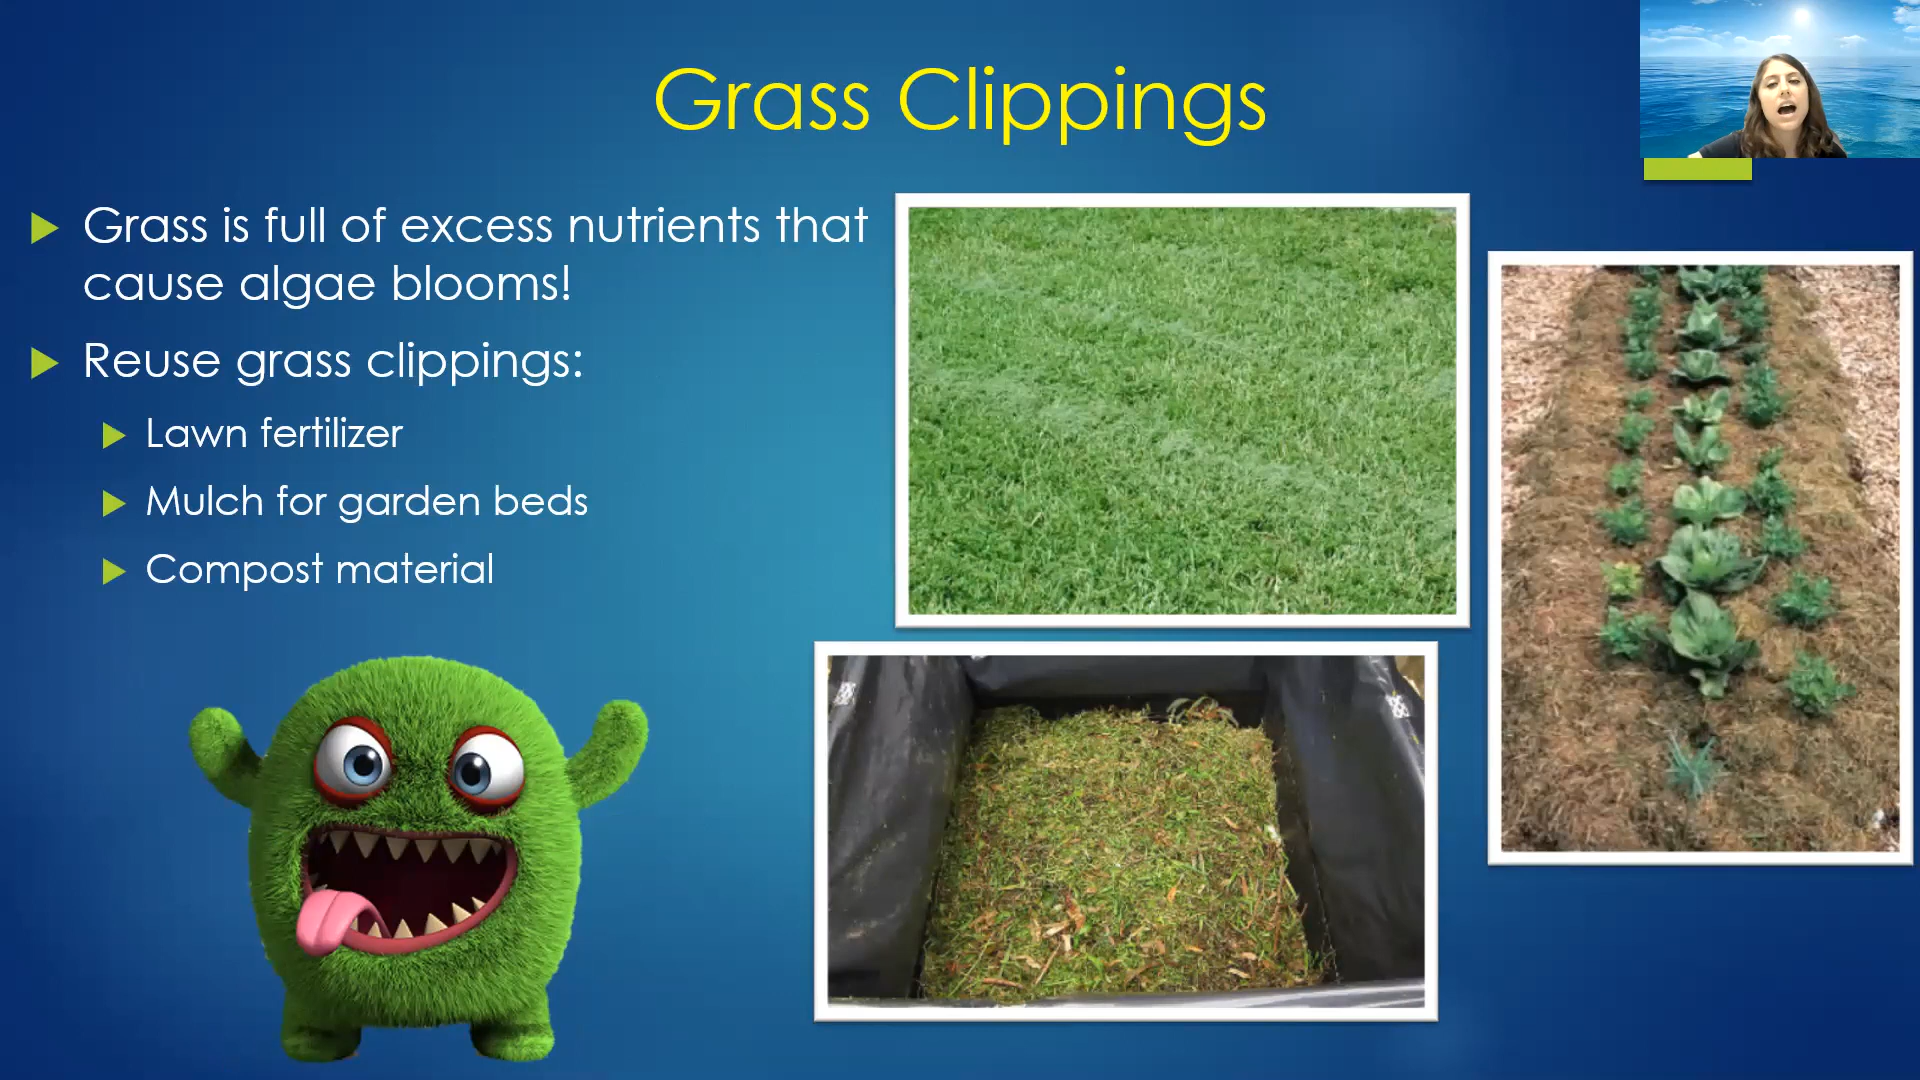 Grass Clippings
Grass is full of excess nutrients that
cause algae blooms!
Reuse grass clippings:
Lawn fertilizer
Mulch for garden beds
Compost material